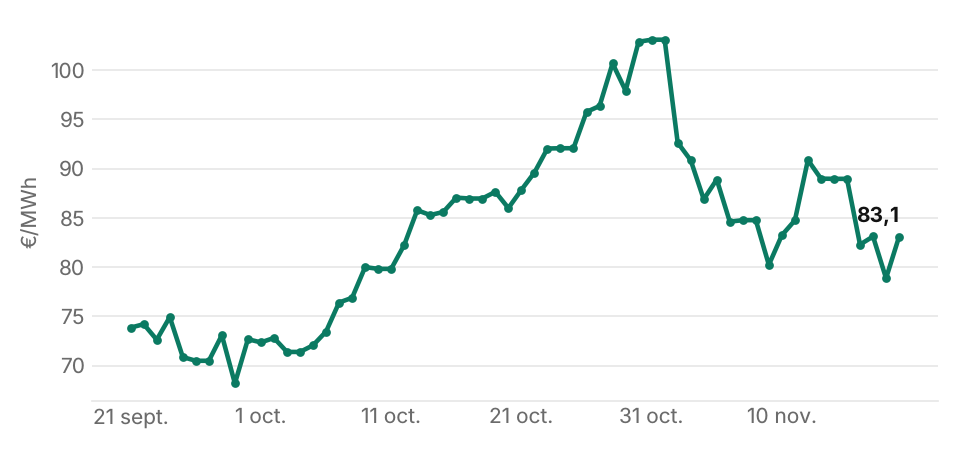 100
95
90
85
80
75
70
€/MWh
83,1
21 sept.
1 oct.
11 oct.
21 oct.
31 oct.
10 nov.